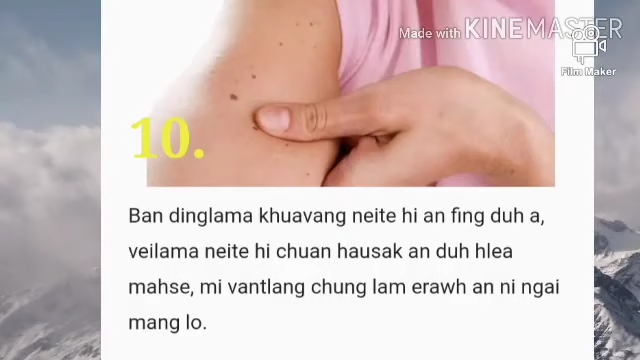 Made with KINEMASTER
Film Maker
10.
Ban dinglama khuavang neite hi an fing duh a,
veilama neite hi chuan hausak an duh hlea
mahse, mi vantlang chung lam erawh an ni ngai
mang lo.